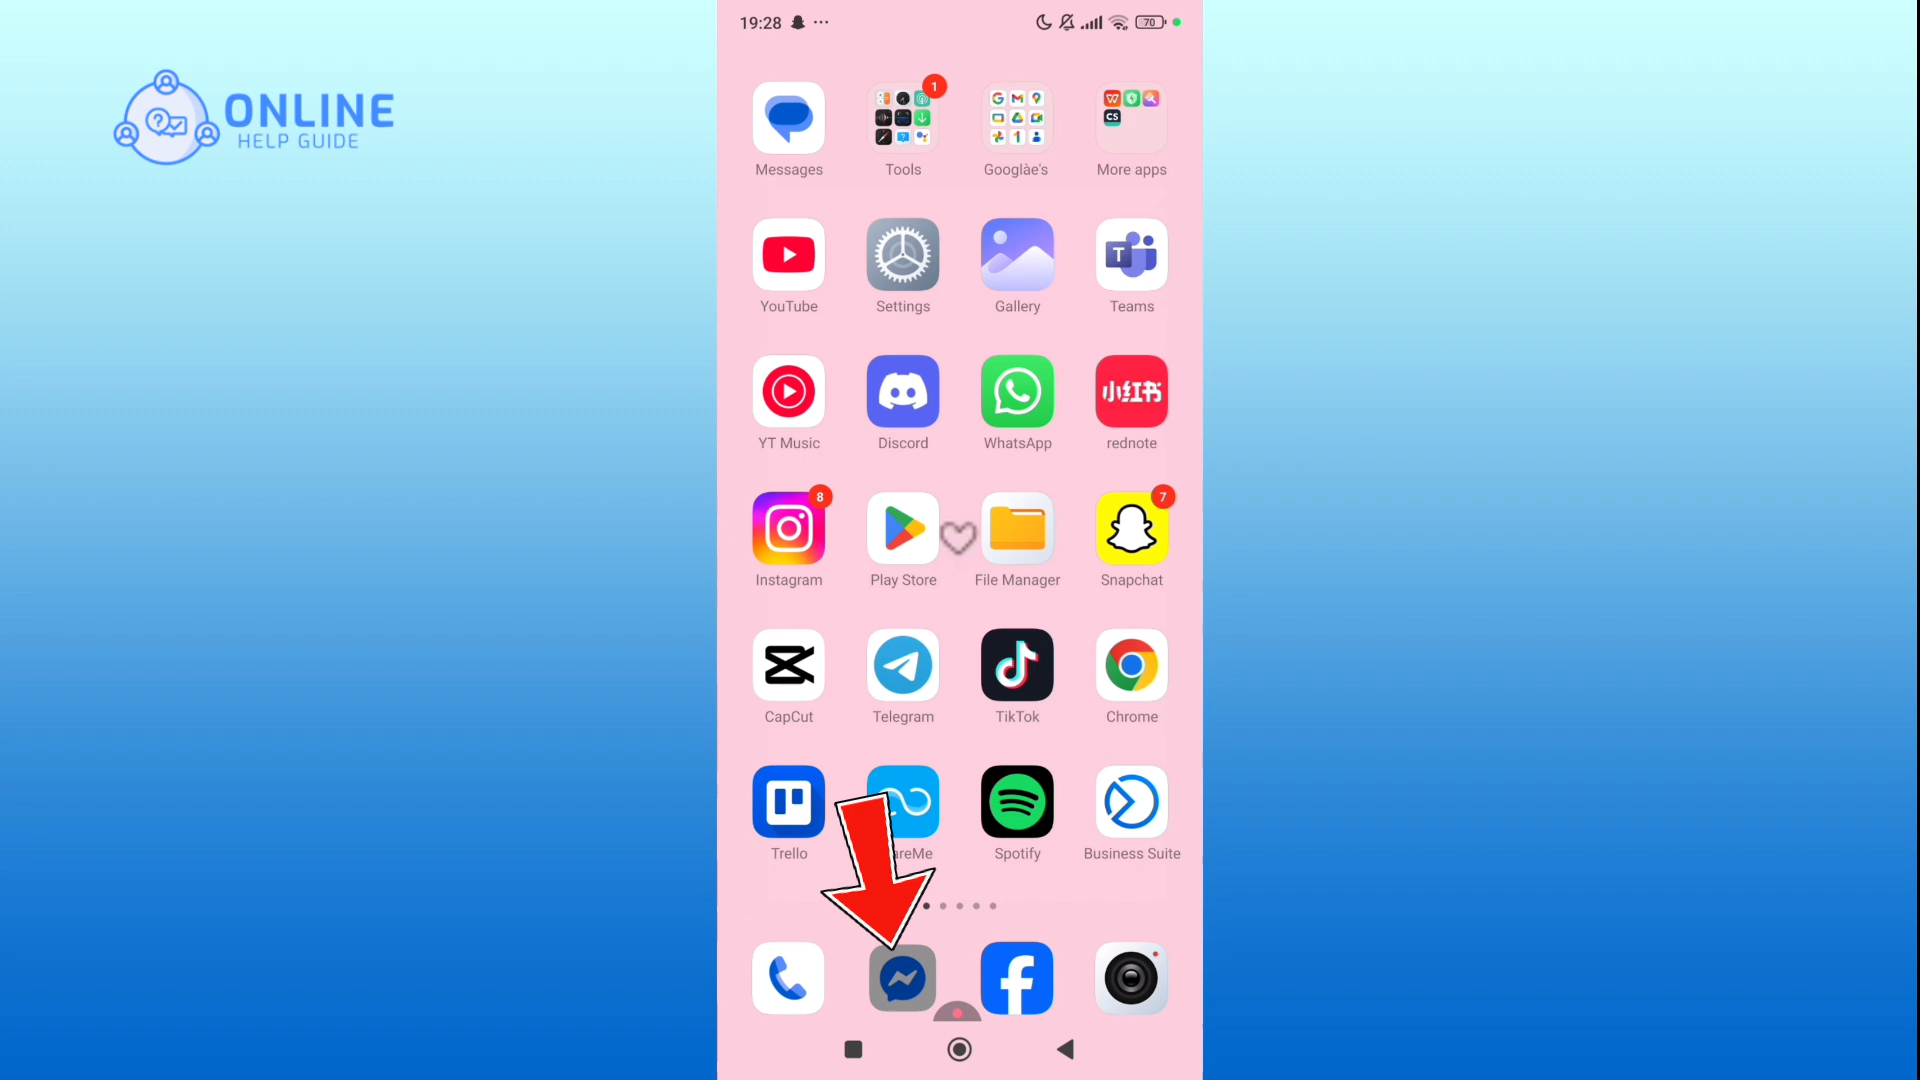 19:28
70
ONLINE
HELP GUIDE
1
CS
Messages
Tools
Googlàe's
More apps
T
YouTube
Settings
Gallery
Teams
小红书
YT Music
Discord
WhatsApp
rednote
8
7
Instagram
Play Store
File Manager
Snapchat
CapCut
Telegram
TikTok
Chrome
Trello
reMe
Spotify
Business Suite